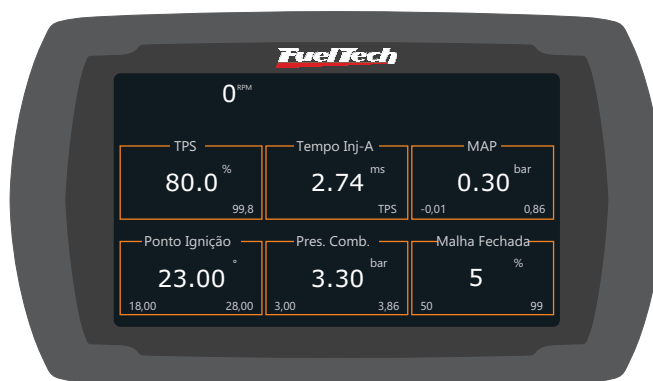 FuelTech
0 RPM
TPS Tempo Inj-A MAP
80.0 % 2.74 ms 0.30 bar
99,8 TPS -0,01 0,86
Ponto Ignição Pres. Comb. Malha Fechada
23.00 ° 3.30 bar 5 %
18,00 28,00 3,00 3,86 50 99